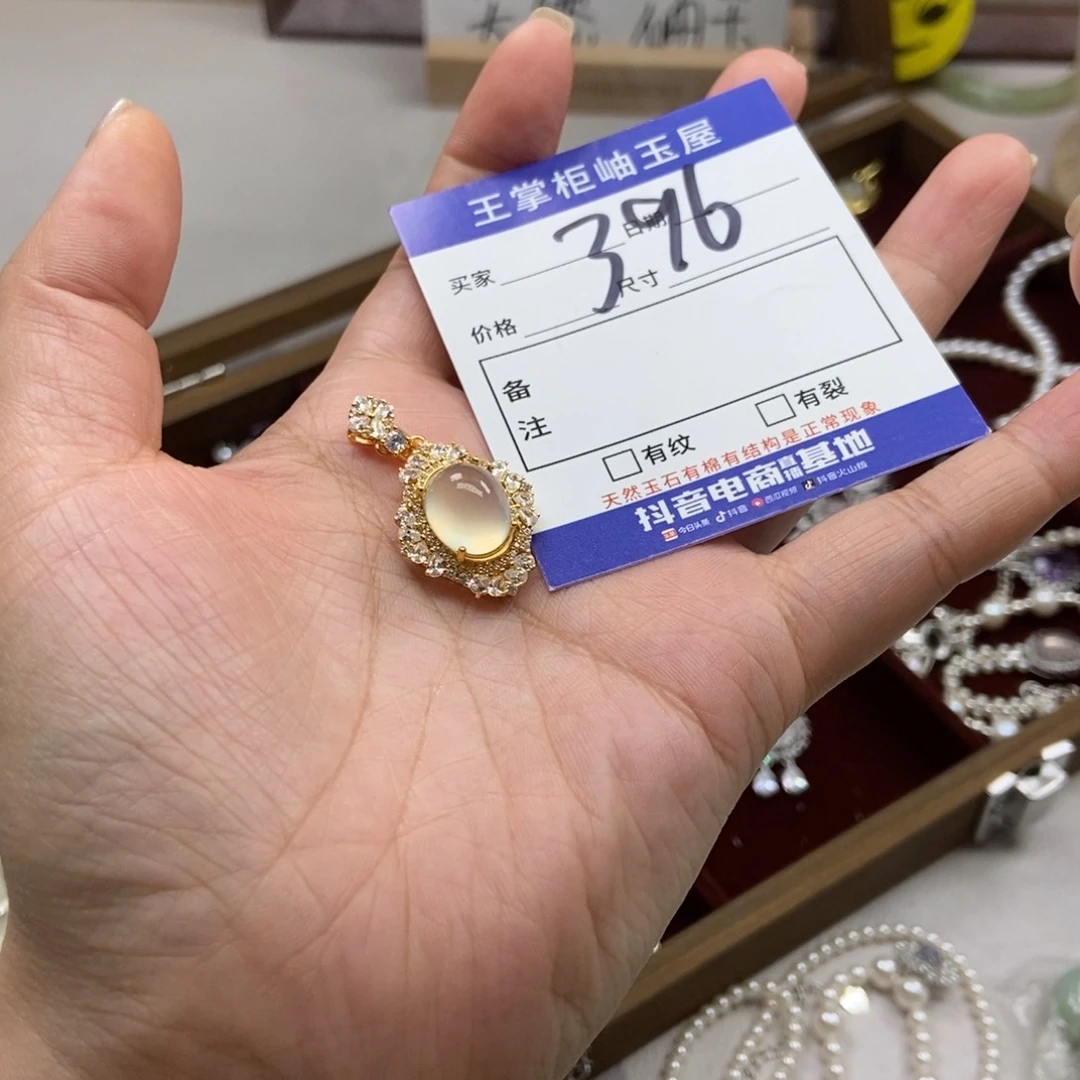 王掌柜岫玉屋
396
日期
买家
尺寸
价格
备
注
有纹
有裂
天然玉石有棉有结构是正常现象
抖音电商直播基地
今日头条 抖音 西瓜视频 抖音火山版